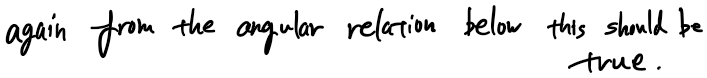 again from the angular relation below this should be
true.